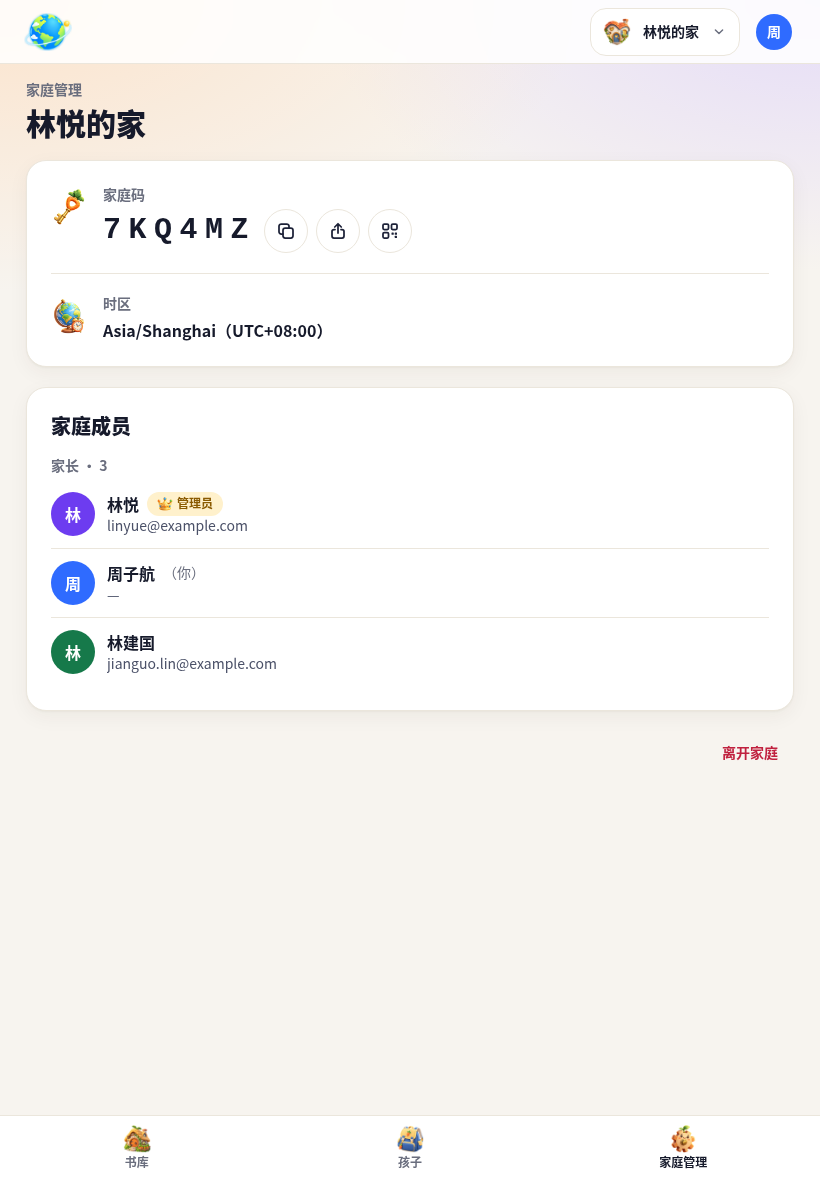 林悦的家
周
家庭管理
林悦的家
家庭码
7KQ4MZ
时区
Asia/Shanghai（UTC+08:00）
家庭成员
家长 · 3
林
林悦
管理员
linyue@example.com
周
周子航
（你）
—
林
林建国
jianguo.lin@example.com
离开家庭
书库
孩子
家庭管理